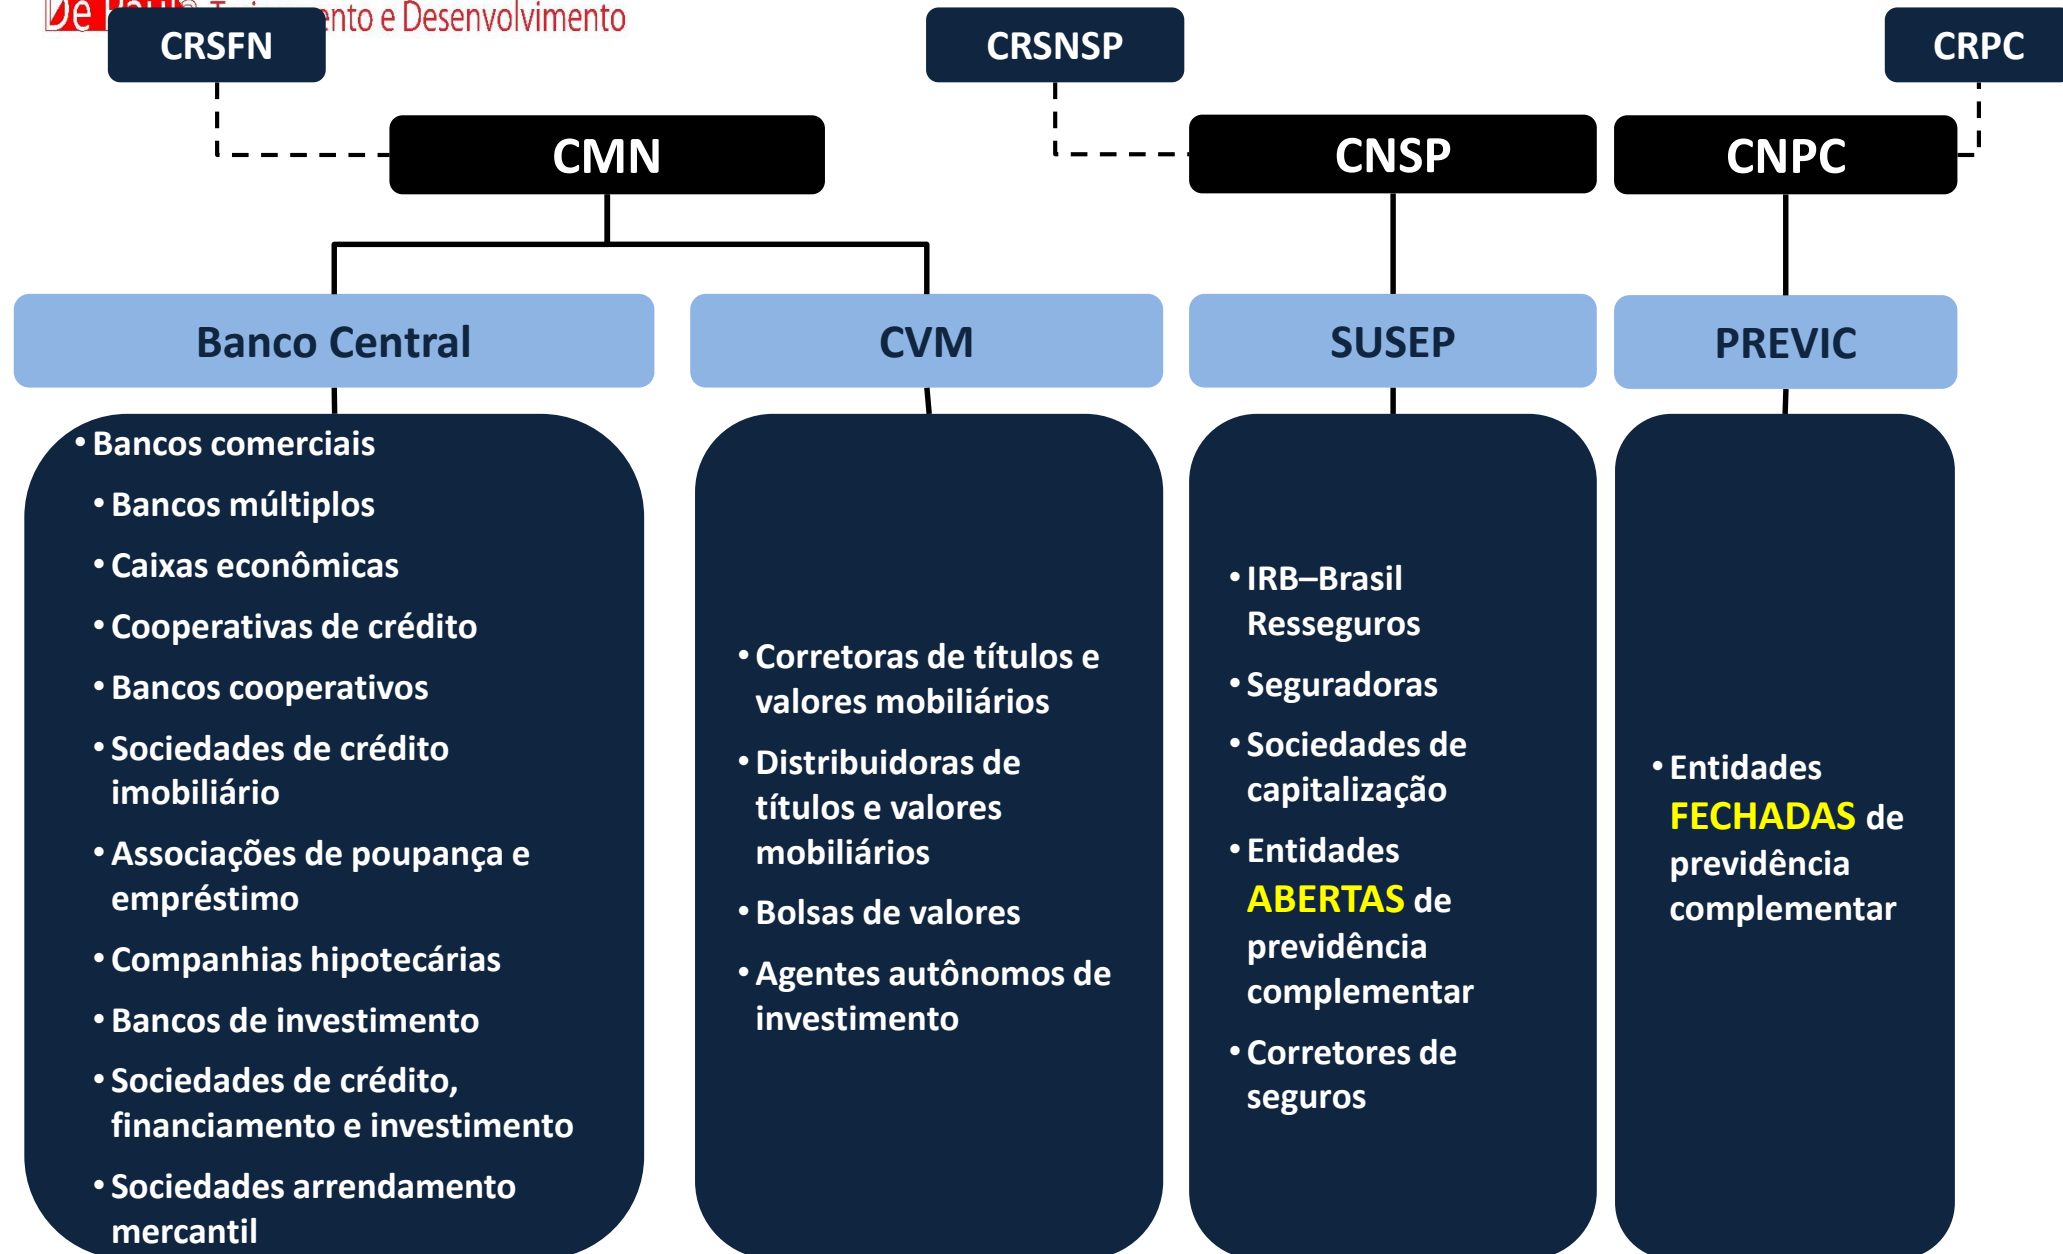 De ento e Desenvolvimento
CRSFN
CRSNSP
CRPC
CMN
CNSP
CNPC
Banco Central
CVM
SUSEP
PREVIC
• Bancos comerciais
• Bancos múltiplos
• Caixas econômicas
• Cooperativas de crédito
• Bancos cooperativos
• Sociedades de crédito
imobiliário
• Associações de poupança e
empréstimo
• Companhias hipotecárias
• Bancos de investimento
• Sociedades de crédito,
financiamento e investimento
• Sociedades arrendamento
mercantil
• Corretoras de títulos e
valores mobiliários
• Distribuidoras de
títulos e valores
mobiliários
• Bolsas de valores
• Agentes autônomos de
investimento
• IRB–Brasil
Resseguros
• Seguradoras
• Sociedades de
capitalização
• Entidades
ABERTAS de
previdência
complementar
• Corretores de
seguros
• Entidades
FECHADAS de
previdência
complementar